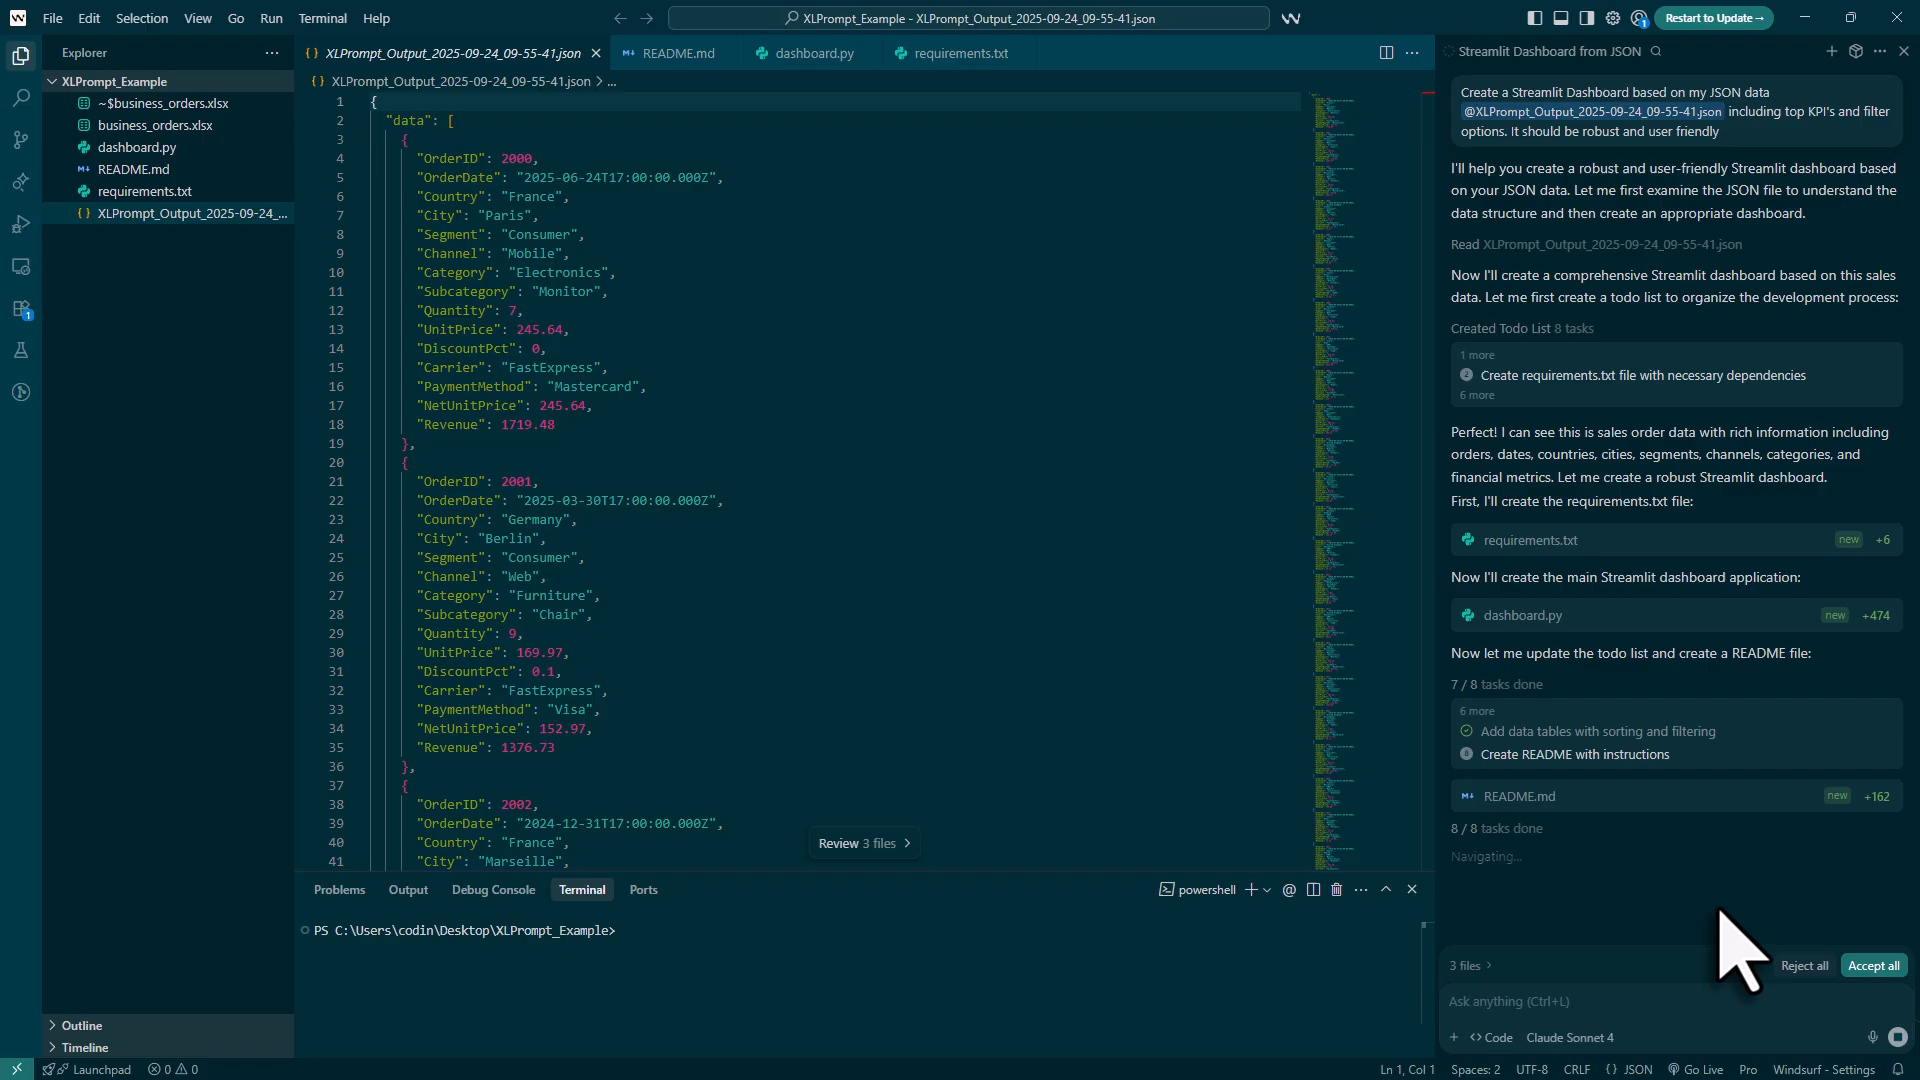 File Edit Selection View Go Run Terminal Help
XLPrompt_Example - XLPrompt_Output_2025-09-24_09-55-41.json
1
Restart to Update →
Explorer
XLPrompt_Example
~$business_orders.xlsx
business_orders.xlsx
dashboard.py
README.md
requirements.txt
XLPrompt_Output_2025-09-24_...
1
Outline
Timeline
XLPrompt_Output_2025-09-24_09-55-41.json
README.md
dashboard.py
requirements.txt
{} XLPrompt_Output_2025-09-24_09-55-41.json > ...
1 {
2 "data": [
3 {
4 "OrderID": 2000,
5 "OrderDate": "2025-06-24T17:00:00.000Z",
6 "Country": "France",
7 "City": "Paris",
8 "Segment": "Consumer",
9 "Channel": "Mobile",
10 "Category": "Electronics",
11 "Subcategory": "Monitor",
12 "Quantity": 7,
13 "UnitPrice": 245.64,
14 "DiscountPct": 0,
15 "Carrier": "FastExpress",
16 "PaymentMethod": "Mastercard",
17 "NetUnitPrice": 245.64,
18 "Revenue": 1719.48
19 },
20 {
21 "OrderID": 2001,
22 "OrderDate": "2025-03-30T17:00:00.000Z",
23 "Country": "Germany",
24 "City": "Berlin",
25 "Segment": "Consumer",
26 "Channel": "Web",
27 "Category": "Furniture",
28 "Subcategory": "Chair",
29 "Quantity": 9,
30 "UnitPrice": 169.97,
31 "DiscountPct": 0.1,
32 "Carrier": "FastExpress",
33 "PaymentMethod": "Visa",
34 "NetUnitPrice": 152.97,
35 "Revenue": 1376.73
36 },
37 {
38 "OrderID": 2002,
39 "OrderDate": "2024-12-31T17:00:00.000Z",
40 "Country": "France",
41 "City": "Marseille",
Review 3 files >
Problems Output Debug Console Terminal Ports
powershell
PS C:\Users\codin\Desktop\XLPrompt_Example>
Streamlit Dashboard from JSON
Create a Streamlit Dashboard based on my JSON data
@XLPrompt_Output_2025-09-24_09-55-41.json including top KPI's and filter
options. It should be robust and user friendly
I'll help you create a robust and user-friendly Streamlit dashboard based
on your JSON data. Let me first examine the JSON file to understand the
data structure and then create an appropriate dashboard.
Read XLPrompt_Output_2025-09-24_09-55-41.json
Now I'll create a comprehensive Streamlit dashboard based on this sales
data. Let me first create a todo list to organize the development process:
Created Todo List 8 tasks
1 more
2 Create requirements.txt file with necessary dependencies
6 more
Perfect! I can see this is sales order data with rich information including
orders, dates, countries, cities, segments, channels, categories, and
financial metrics. Let me create a robust Streamlit dashboard.
First, I'll create the requirements.txt file:
requirements.txt new +6
Now I'll create the main Streamlit dashboard application:
dashboard.py new +474
Now let me update the todo list and create a README file:
7 / 8 tasks done
6 more
Add data tables with sorting and filtering
8 Create README with instructions
README.md new +162
8 / 8 tasks done
Navigating...
3 files > Reject all Accept all
Ask anything (Ctrl+L)
+ <> Code Claude Sonnet 4
Launchpad 0 0
Ln 1, Col 1 Spaces: 2 UTF-8 CRLF {} JSON Go Live Pro Windsurf - Settings